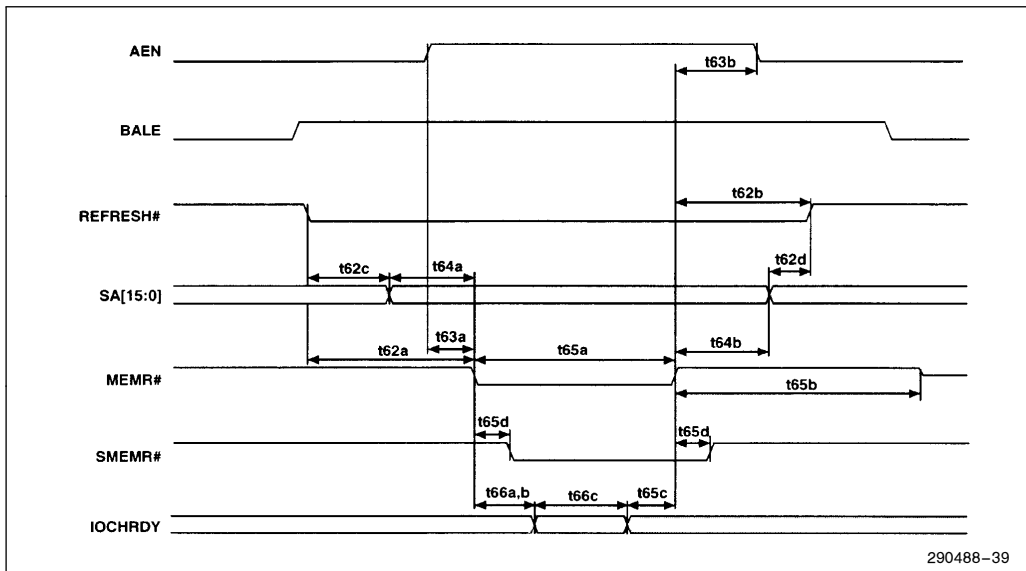 AEN
t63b
BALE
t62b
REFRESH#
t62c t64a t62d
SA[15:0]
t63a
t62a t65a t64b
MEMR#
t65b
t65d t65d
SMEMR#
t66a,b t66c t65c
IOCHRDY
290488-39